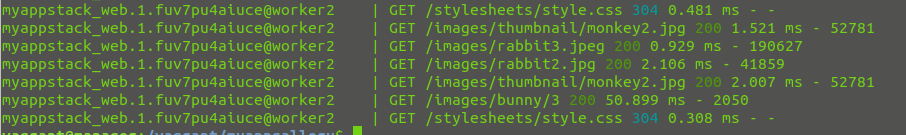 myappstack_web.1.fuv7pu4aiuce@worker2    | GET /stylesheets/style.css 304 0.481 ms - -
myappstack_web.1.fuv7pu4aiuce@worker2    | GET /images/thumbnail/monkey2.jpg 200 1.521 ms - 52781
myappstack_web.1.fuv7pu4aiuce@worker2    | GET /images/rabbit3.jpeg 200 0.929 ms - 190627
myappstack_web.1.fuv7pu4aiuce@worker2    | GET /images/rabbit2.jpg 200 2.106 ms - 41859
myappstack_web.1.fuv7pu4aiuce@worker2    | GET /images/thumbnail/monkey2.jpg 200 2.007 ms - 52781
myappstack_web.1.fuv7pu4aiuce@worker2    | GET /images/bunny/3 200 50.899 ms - 2050
myappstack_web.1.fuv7pu4aiuce@worker2    | GET /stylesheets/style.css 304 0.308 ms - -